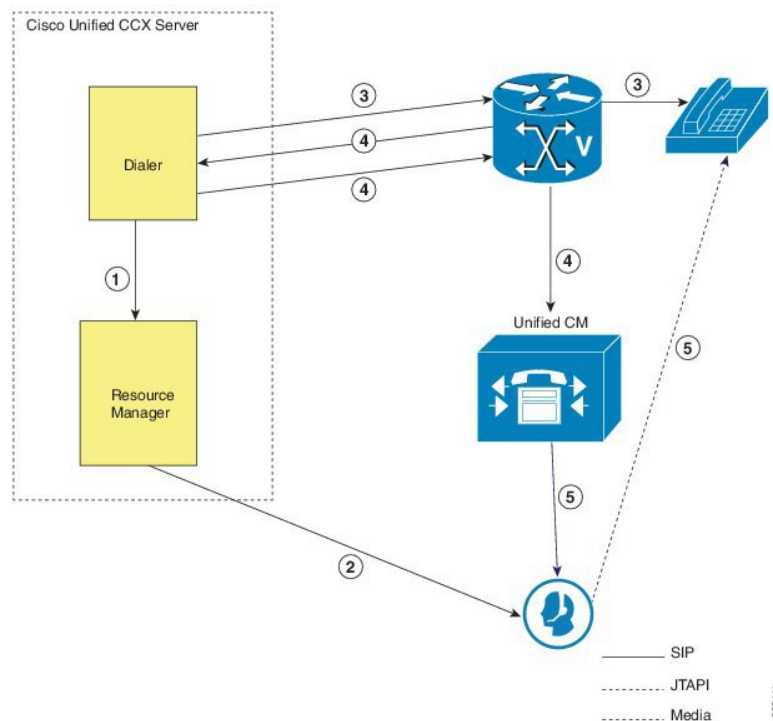 Cisco Unified CCX Server
Dialer
3
3
4
V
4
1
4
Unified CM
Resource
Manager
5
5
2
SIP
JTAPI
Media